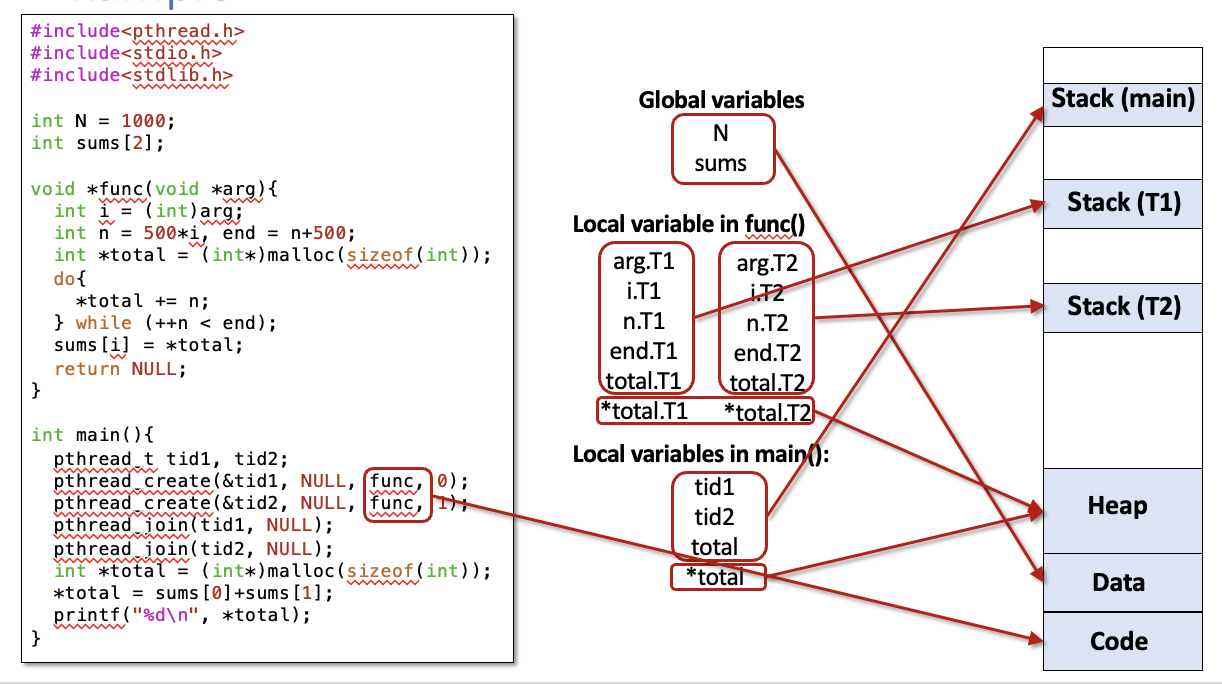 #include<pthread.h>
#include<stdio.h>
#include<stdlib.h>
int N = 1000;
int sums[2];
void *func(void *arg){
int i = (int)arg;
int n = 500*i, end = n+500;
int *total = (int*)malloc(sizeof(int));
do{
*total += n;
} while (++n < end);
sums[i] = *total;
return NULL;
}
int main(){
pthread_t tid1, tid2;
pthread_create(&tid1, NULL, func, 0);
pthread_create(&tid2, NULL, func, 1);
pthread_join(tid1, NULL);
pthread_join(tid2, NULL);
int *total = (int*)malloc(sizeof(int));
*total = sums[0]+sums[1];
printf("%d\n", *total);
}
Global variables
N
sums
Local variable in func()
arg.T1
i.T1
n.T1
end.T1
total.T1
arg.T2
i.T2
n.T2
end.T2
total.T2
*total.T1 *total.T2
Local variables in main():
tid1
tid2
total
*total
Stack (main)
Stack (T1)
Stack (T2)
Heap
Data
Code